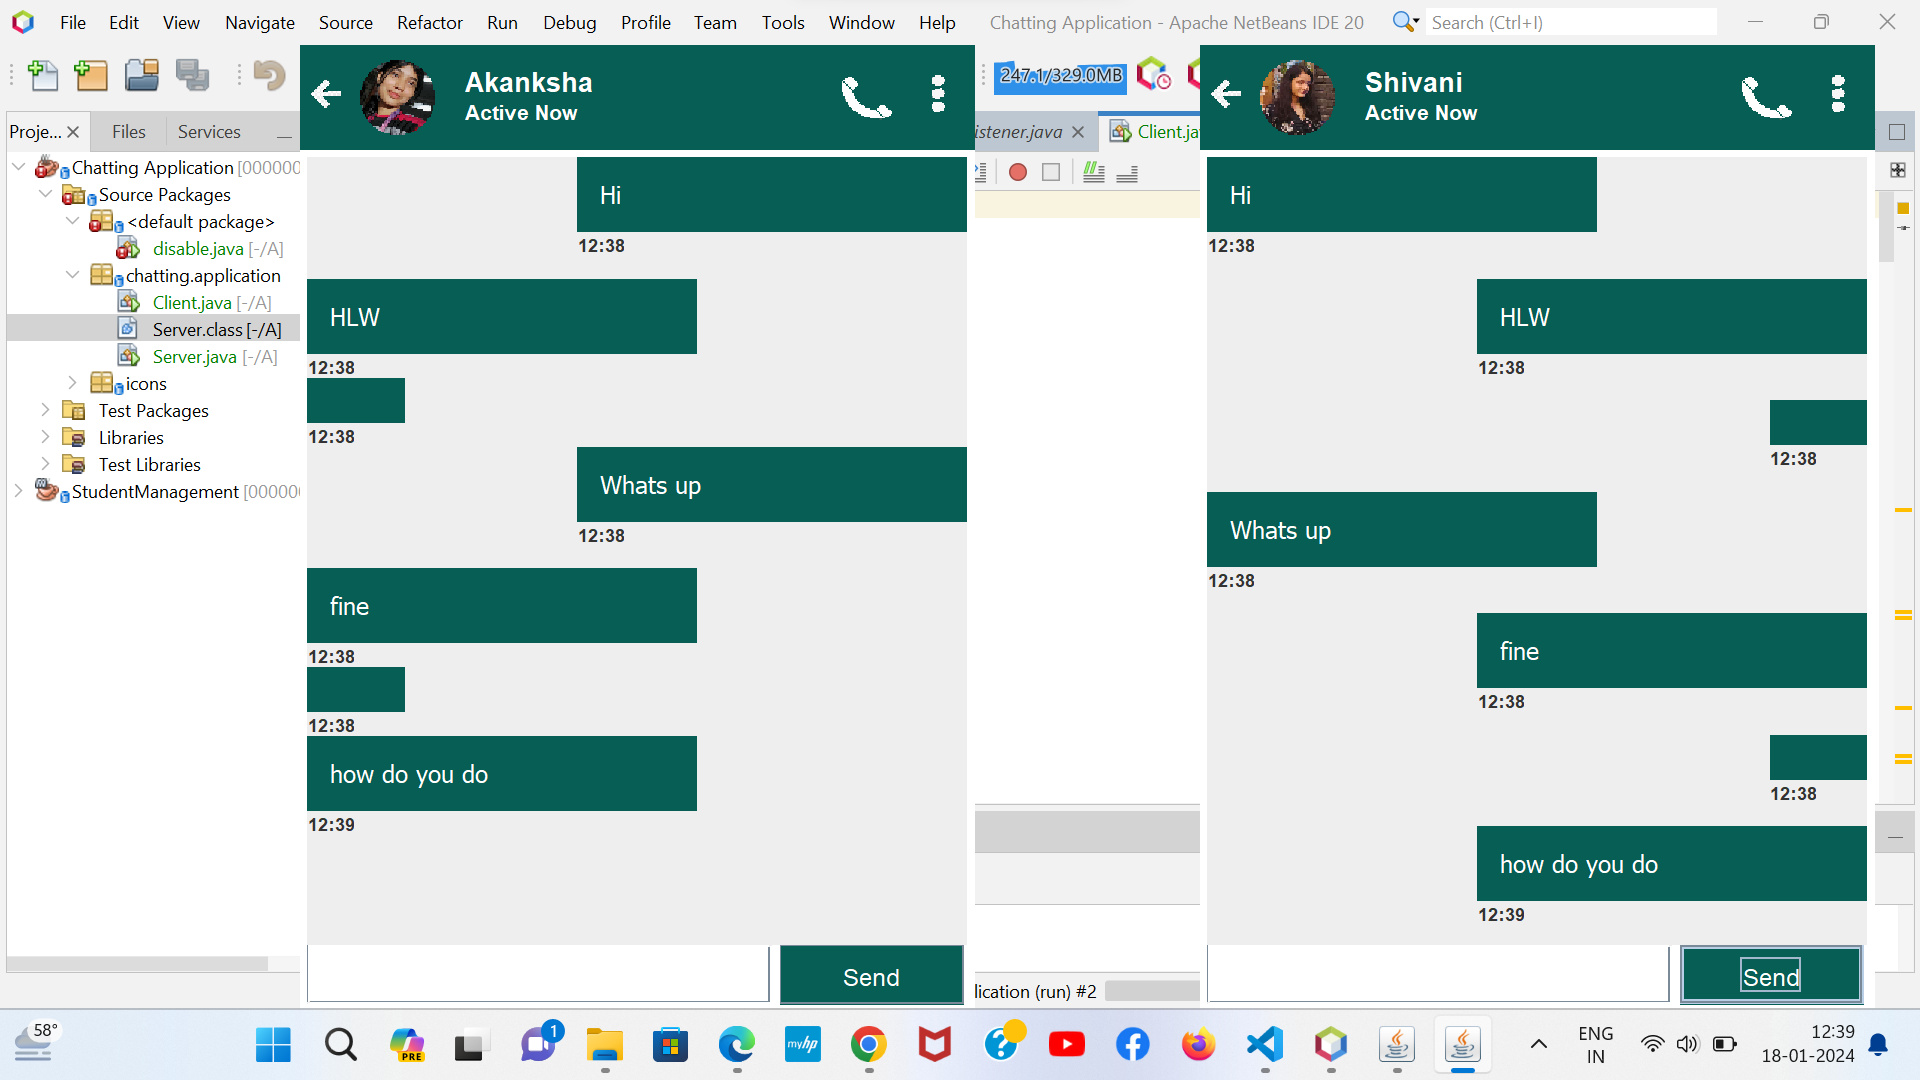 File Edit View Navigate Source Refactor Run Debug Profile Team Tools Window Help Chatting Application - Apache NetBeans IDE 20 Search (Ctrl+I)
247.1/329.0MB
Proje... Files Services
istener.java Client.ja
Chatting Application [000000
Source Packages
<default package>
disable.java [-/A]
chatting.application
Client.java [-/A]
Server.class [-/A]
Server.java [-/A]
icons
Test Packages
Libraries
Test Libraries
StudentManagement [00000
Akanksha
Active Now
Hi
12:38
HLW
12:38
12:38
Whats up
12:38
fine
12:38
12:38
how do you do
12:39
Send
lication (run) #2
Shivani
Active Now
Hi
12:38
HLW
12:38
12:38
Whats up
12:38
fine
12:38
12:38
how do you do
12:39
Send
58°
PRE
1
myhp
ENG
IN
12:39
18-01-2024